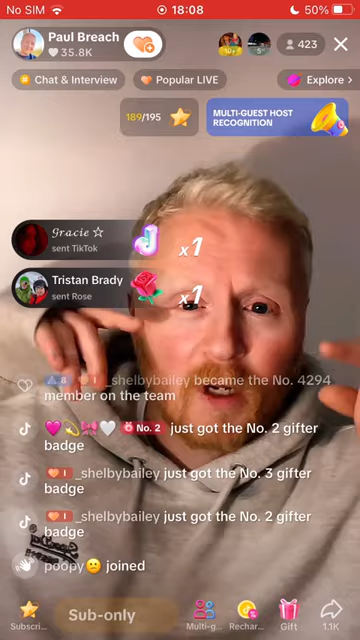 No SIM 18:08 50%
Paul Breach
35.8K
10+ 5+ 423
Chat & Interview Popular LIVE Explore >
189/195 MULTI-GUEST HOST RECOGNITION
Gracie ☆
sent TikTok
x1
Tristan Brady
sent Rose
x1
8 I _shelbybailey became the No. 4294
member on the team
💗💫🎀🤍 No. 2 just got the No. 2 gifter
badge
I _shelbybailey just got the No. 3 gifter
badge
I _shelbybailey just got the No. 2 gifter
badge
poopy🙁 joined
Sub-only
Subscri... Multi-g... Rechar... Gift 1.1K